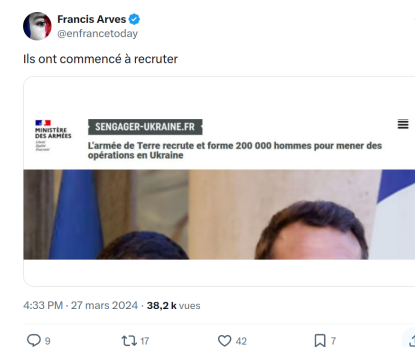 Francis Arves
@enfrancetoday
Ils ont commencé à recruter
MINISTÈRE
DES ARMÉES
SENGAGER-UKRAINE.FR
L'armée de Terre recrute et forme 200 000 hommes pour mener des
opérations en Ukraine
4:33 PM · 27 mars 2024 · 38,2 k vues
9
17
42
7